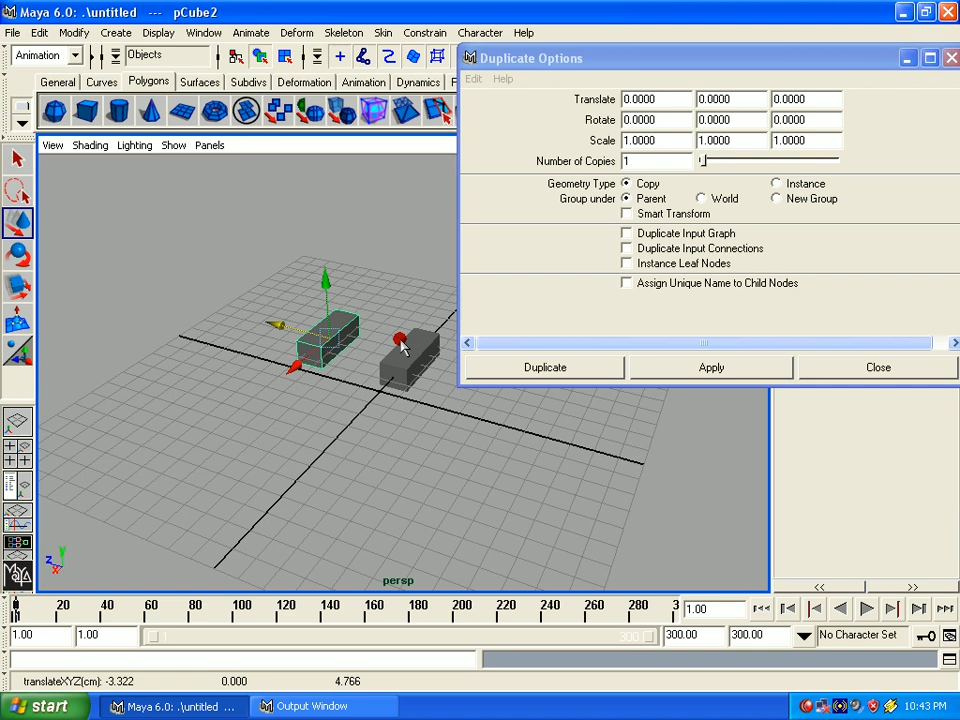 Maya 6.0: .\untitled --- pCube2
File Edit Modify Create Display Window Animate Deform Skeleton Skin Constrain Character Help
Animation Objects
General Curves Polygons Surfaces Subdivs Deformation Animation Dynamics
View Shading Lighting Show Panels
Duplicate Options
Edit Help
Translate 0.0000 0.0000 0.0000
Rotate 0.0000 0.0000 0.0000
Scale 1.0000 1.0000 1.0000
Number of Copies 1
Geometry Type Copy Instance
Group under Parent World New Group
Smart Transform
Duplicate Input Graph
Duplicate Input Connections
Instance Leaf Nodes
Assign Unique Name to Child Nodes
Duplicate Apply Close
y
z
x
persp
<< >>
MAYA
20 40 60 80 100 120 140 160 180 200 220 240 260 280 3 1.00
1.00 1.00 1 300 300.00 300.00 No Character Set
translateXYZ(cm): -3.322 0.000 4.766
start Maya 6.0: .\untitled ... Output Window 10:43 PM